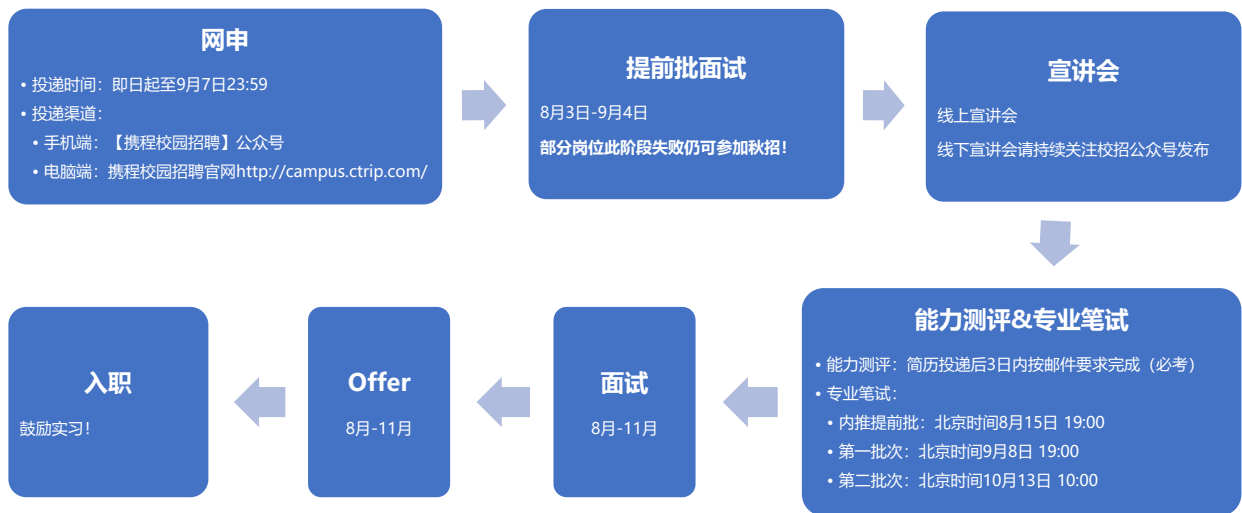 网申
• 投递时间：即日起至9月7日23:59
• 投递渠道：
• 手机端：【携程校园招聘】公众号
• 电脑端：携程校园招聘官网http://campus.ctrip.com/
提前批面试
8月3日-9月4日
部分岗位此阶段失败仍可参加秋招！
宣讲会
线上宣讲会
线下宣讲会请持续关注校招公众号发布
能力测评&专业笔试
• 能力测评：简历投递后3日内按邮件要求完成（必考）
• 专业笔试：
• 内推提前批：北京时间8月15日 19:00
• 第一批次：北京时间9月8日 19:00
• 第二批次：北京时间10月13日 10:00
面试
8月-11月
Offer
8月-11月
入职
鼓励实习！